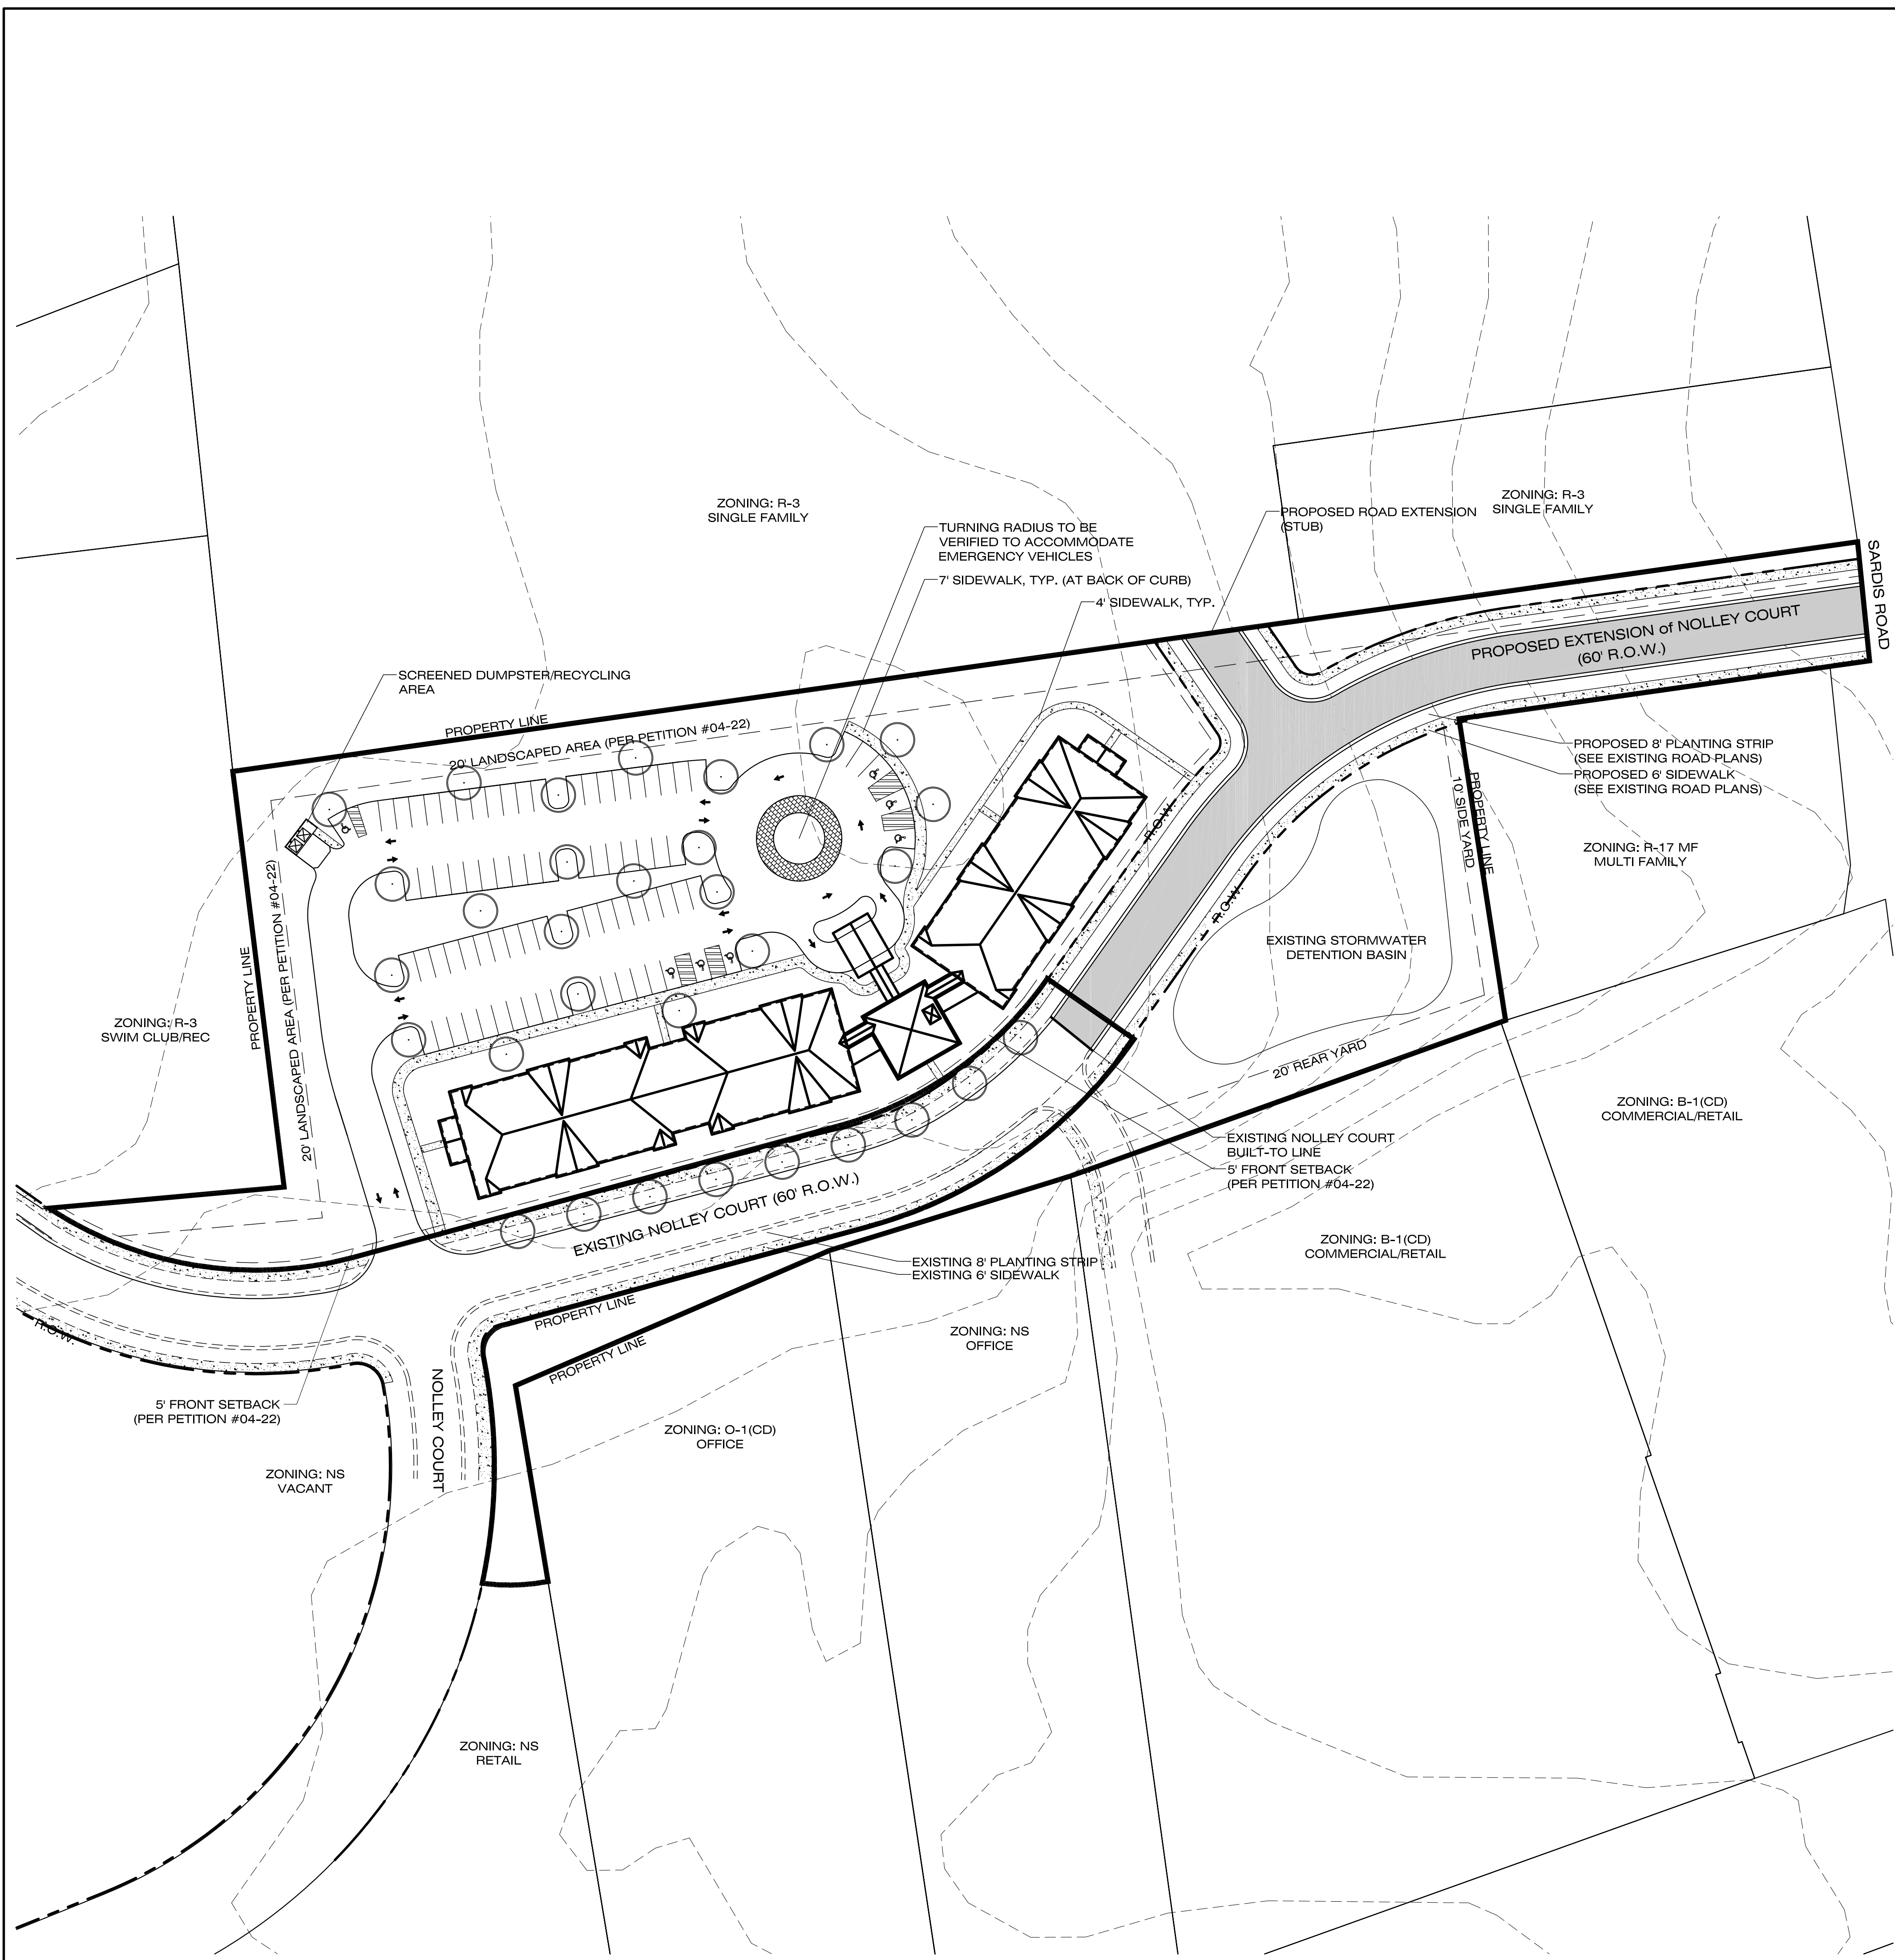 ZONING: R-3
SINGLE FAMILY
ZONING: R-3
SINGLE FAMILY
PROPOSED ROAD EXTENSION
(STUB)
TURNING RADIUS TO BE
VERIFIED TO ACCOMMODATE
EMERGENCY VEHICLES
7' SIDEWALK, TYP. (AT BACK OF CURB)
4' SIDEWALK, TYP.
SARDIS ROAD
PROPOSED EXTENSION of NOLLEY COURT
(60' R.O.W.)
SCREENED DUMPSTER/RECYCLING
AREA
PROPERTY LINE
20' LANDSCAPED AREA (PER PETITION #04-22)
PROPOSED 8' PLANTING STRIP
(SEE EXISTING ROAD PLANS)
PROPOSED 6' SIDEWALK
(SEE EXISTING ROAD PLANS)
PROPERTY LINE
10' SIDE YARD
R.O.W.
R.O.W.
ZONING: R-17 MF
MULTI FAMILY
EXISTING STORMWATER
DETENTION BASIN
PROPERTY LINE
20' LANDSCAPED AREA (PER PETITION #04-22)
ZONING: R-3
SWIM CLUB/REC
20' REAR YARD
ZONING: B-1(CD)
COMMERCIAL/RETAIL
EXISTING NOLLEY COURT
BUILT-TO LINE
5' FRONT SETBACK
(PER PETITION #04-22)
EXISTING NOLLEY COURT (60' R.O.W.)
ZONING: B-1(CD)
COMMERCIAL/RETAIL
EXISTING 8' PLANTING STRIP
EXISTING 6' SIDEWALK
PROPERTY LINE
PROPERTY LINE
R.O.W.
ZONING: NS
OFFICE
5' FRONT SETBACK
(PER PETITION #04-22)
NOLLEY COURT
ZONING: O-1(CD)
OFFICE
ZONING: NS
VACANT
ZONING: NS
RETAIL